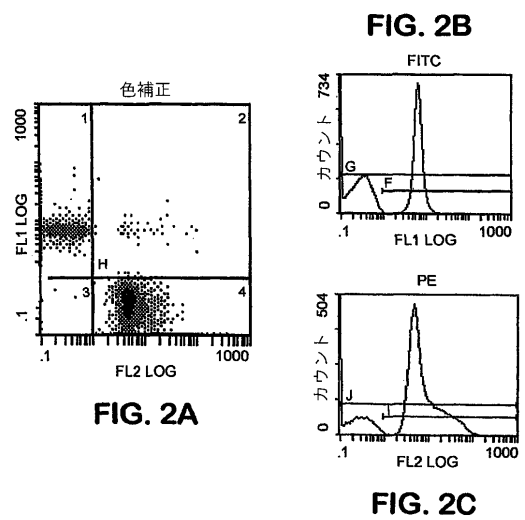 色補正
1000
FL1 LOG
.1
1
2
H
3
4
.1
1000
FL2 LOG
FIG. 2A
FIG. 2B
FITC
734
カウント
0
G
F
.1
1000
FL1 LOG
PE
504
カウント
0
J
I
.1
1000
FL2 LOG
FIG. 2C